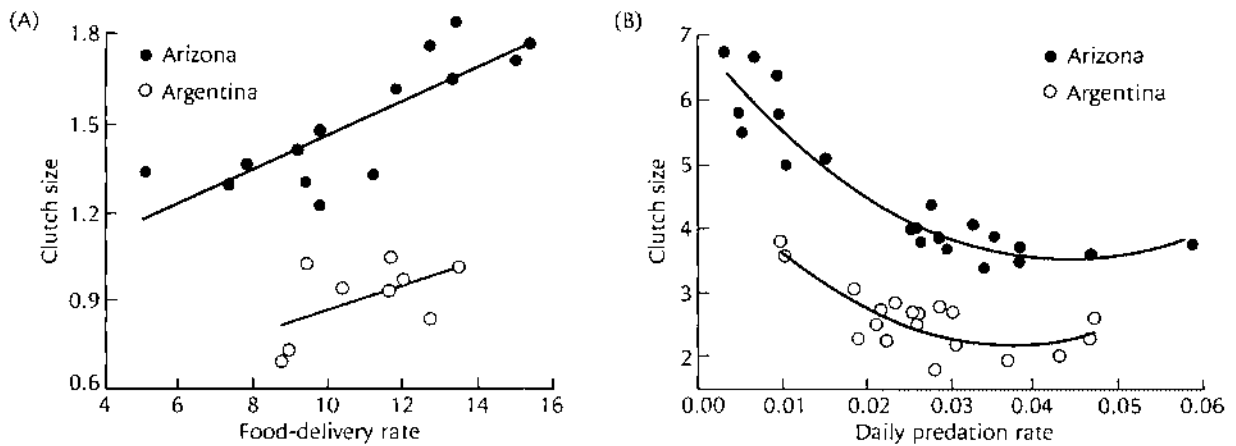 (A)
1.8
1.5
1.2
0.9
0.6
Clutch size
Arizona
Argentina
4 6 8 10 12 14 16
Food-delivery rate
(B)
7
6
5
4
3
2
Clutch size
Arizona
Argentina
0.00 0.01 0.02 0.03 0.04 0.05 0.06
Daily predation rate